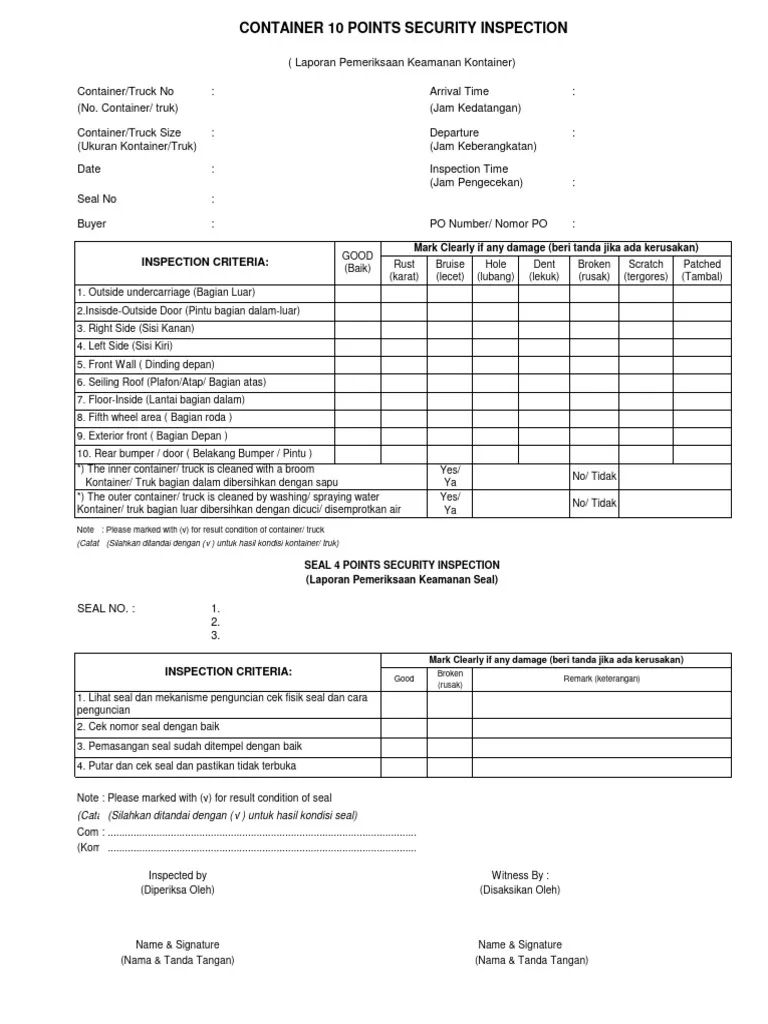 CONTAINER 10 POINTS SECURITY INSPECTION
( Laporan Pemeriksaan Keamanan Kontainer)
Container/Truck No : Arrival Time :
(No. Container/ truk) (Jam Kedatangan)
Container/Truck Size : Departure :
(Ukuran Kontainer/Truk) (Jam Keberangkatan)
Date : Inspection Time
(Jam Pengecekan) :
Seal No :
Buyer : PO Number/ Nomor PO :
INSPECTION CRITERIA: GOOD (Baik) Mark Clearly if any damage (beri tanda jika ada kerusakan)
Rust Bruise Hole Dent Broken Scratch Patched
(karat) (lecet) (lubang) (lekuk) (rusak) (tergores) (Tambal)
1. Outside undercarriage (Bagian Luar)
2.Insisde-Outside Door (Pintu bagian dalam-luar)
3. Right Side (Sisi Kanan)
4. Left Side (Sisi Kiri)
5. Front Wall ( Dinding depan)
6. Seiling Roof (Plafon/Atap/ Bagian atas)
7. Floor-Inside (Lantai bagian dalam)
8. Fifth wheel area ( Bagian roda )
9. Exterior front ( Bagian Depan )
10. Rear bumper / door ( Belakang Bumper / Pintu )
*) The inner container/ truck is cleaned with a broom Yes/ No/ Tidak
Kontainer/ Truk bagian dalam dibersihkan dengan sapu Ya
*) The outer container/ truck is cleaned by washing/ spraying water Yes/ No/ Tidak
Kontainer/ truk bagian luar dibersihkan dengan dicuci/ disemprotkan air Ya
Note : Please marked with (v) for result condition of container/ truck
(Catat (Silahkan ditandai dengan (√ ) untuk hasil kondisi kontainer/ truk)
SEAL 4 POINTS SECURITY INSPECTION
(Laporan Pemeriksaan Keamanan Seal)
SEAL NO. : 1.
2.
3.
INSPECTION CRITERIA: Mark Clearly if any damage (beri tanda jika ada kerusakan)
Good Broken (rusak) Remark (keterangan)
1. Lihat seal dan mekanisme penguncian cek fisik seal dan cara
penguncian
2. Cek nomor seal dengan baik
3. Pemasangan seal sudah ditempel dengan baik
4. Putar dan cek seal dan pastikan tidak terbuka
Note : Please marked with (v) for result condition of seal
(Cata (Silahkan ditandai dengan (√ ) untuk hasil kondisi seal)
Com : ..........................................................................................................
(Kom ..........................................................................................................
Inspected by Witness By :
(Diperiksa Oleh) (Disaksikan Oleh)
Name & Signature Name & Signature
(Nama & Tanda Tangan) (Nama & Tanda Tangan)